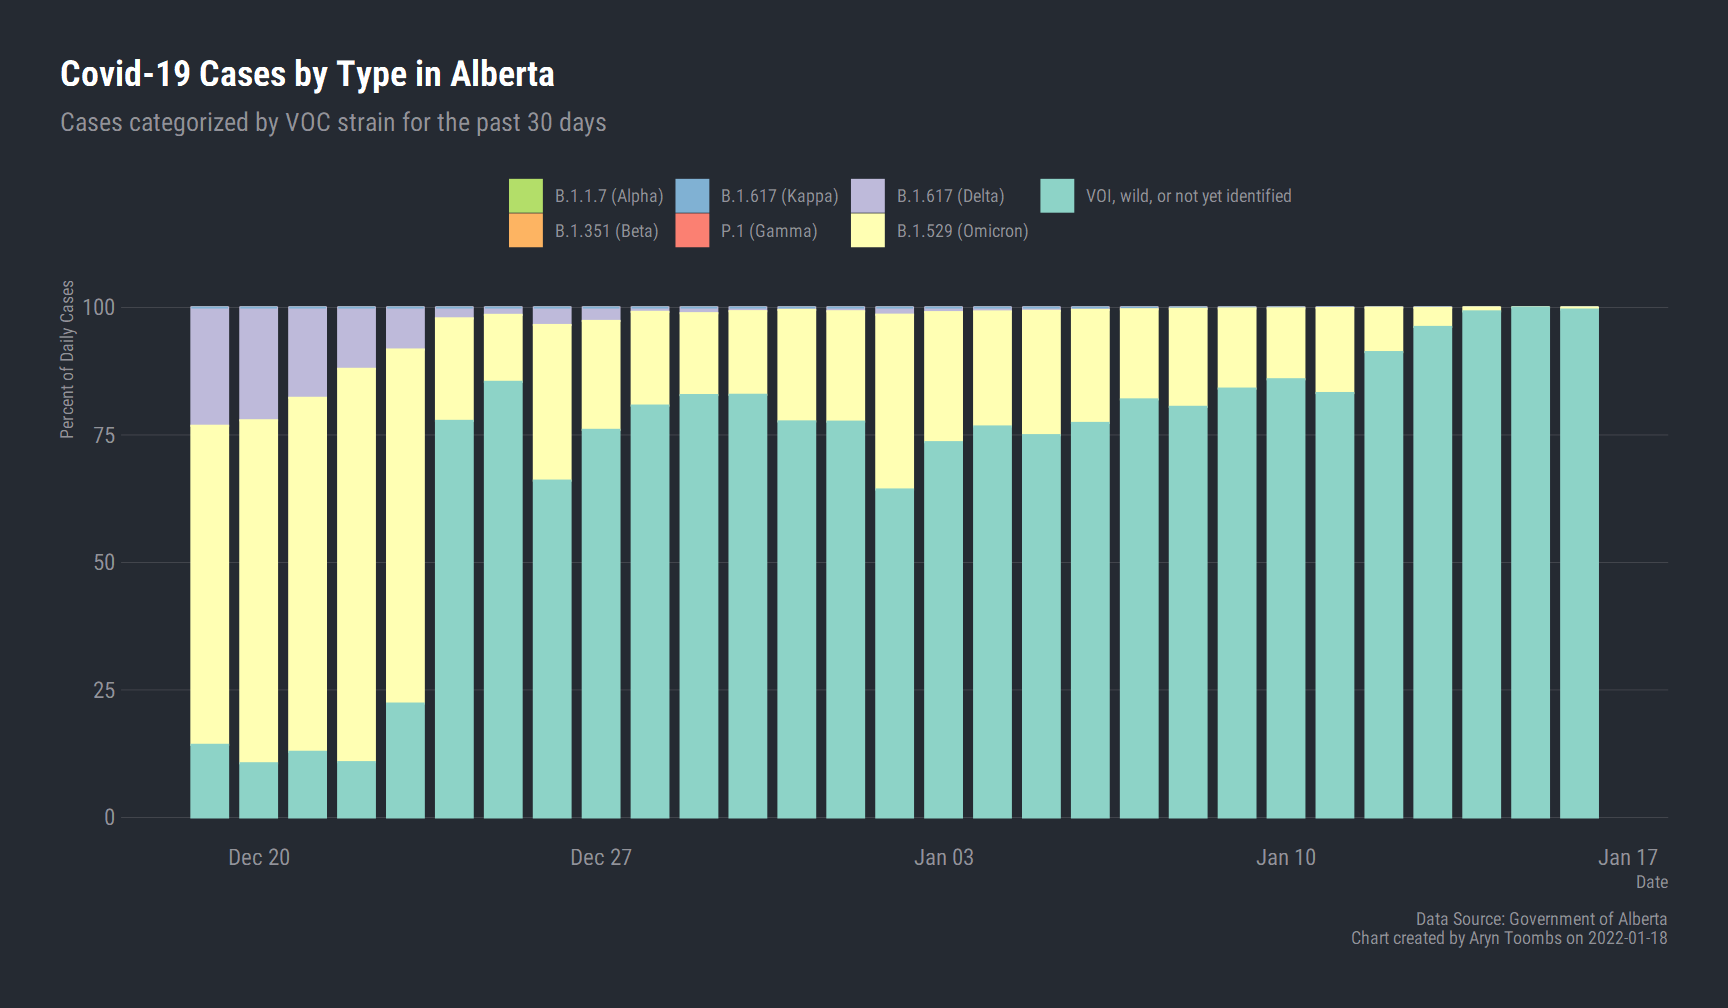 Covid-19 Cases by Type in Alberta
Cases categorized by VOC strain for the past 30 days
B.1.1.7 (Alpha) B.1.617 (Kappa) B.1.617 (Delta) VOI, wild, or not yet identified
B.1.351 (Beta) P.1 (Gamma) B.1.529 (Omicron)
Percent of Daily Cases
100
75
50
25
0
Dec 20 Dec 27 Jan 03 Jan 10 Jan 17
Date
Data Source: Government of Alberta
Chart created by Aryn Toombs on 2022-01-18